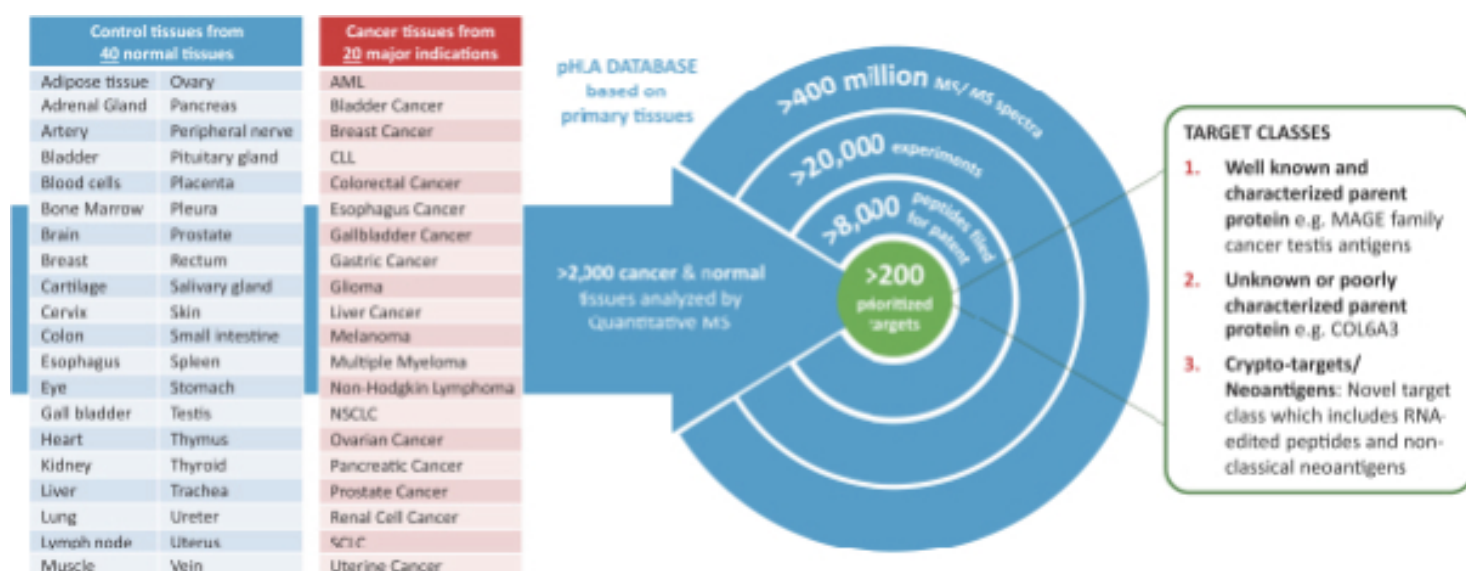 Control tissues from
40 normal tissues
Adipose tissue Ovary
Adrenal Gland Pancreas
Artery Peripheral nerve
Bladder Pituitary gland
Blood cells Placenta
Bone Marrow Pleura
Brain Prostate
Breast Rectum
Cartilage Salivary gland
Cervix Skin
Colon Small intestine
Esophagus Spleen
Eye Stomach
Gall bladder Testis
Heart Thymus
Kidney Thyroid
Liver Trachea
Lung Ureter
Lymph node Uterus
Muscle Vein
Cancer tissues from
20 major indications
AML
Bladder Cancer
Breast Cancer
CLL
Colorectal Cancer
Esophagus Cancer
Gallbladder Cancer
Gastric Cancer
Glioma
Liver Cancer
Melanoma
Multiple Myeloma
Non-Hodgkin Lymphoma
NSCLC
Ovarian Cancer
Pancreatic Cancer
Prostate Cancer
Renal Cell Cancer
SCLC
Uterine Cancer
pHLA DATABASE
based on
primary tissues
>2,000 cancer & normal
tissues analyzed by
Quantitative MS
>400 million MS/MS spectra
>20,000 experiments
>8,000 peptides filed
for patent
>200
prioritized
targets
TARGET CLASSES
1. Well known and
characterized parent
protein e.g. MAGE family
cancer testis antigens
2. Unknown or poorly
characterized parent
protein e.g. COL6A3
3. Crypto-targets/
Neoantigens: Novel target
class which includes RNA-
edited peptides and non-
classical neoantigens